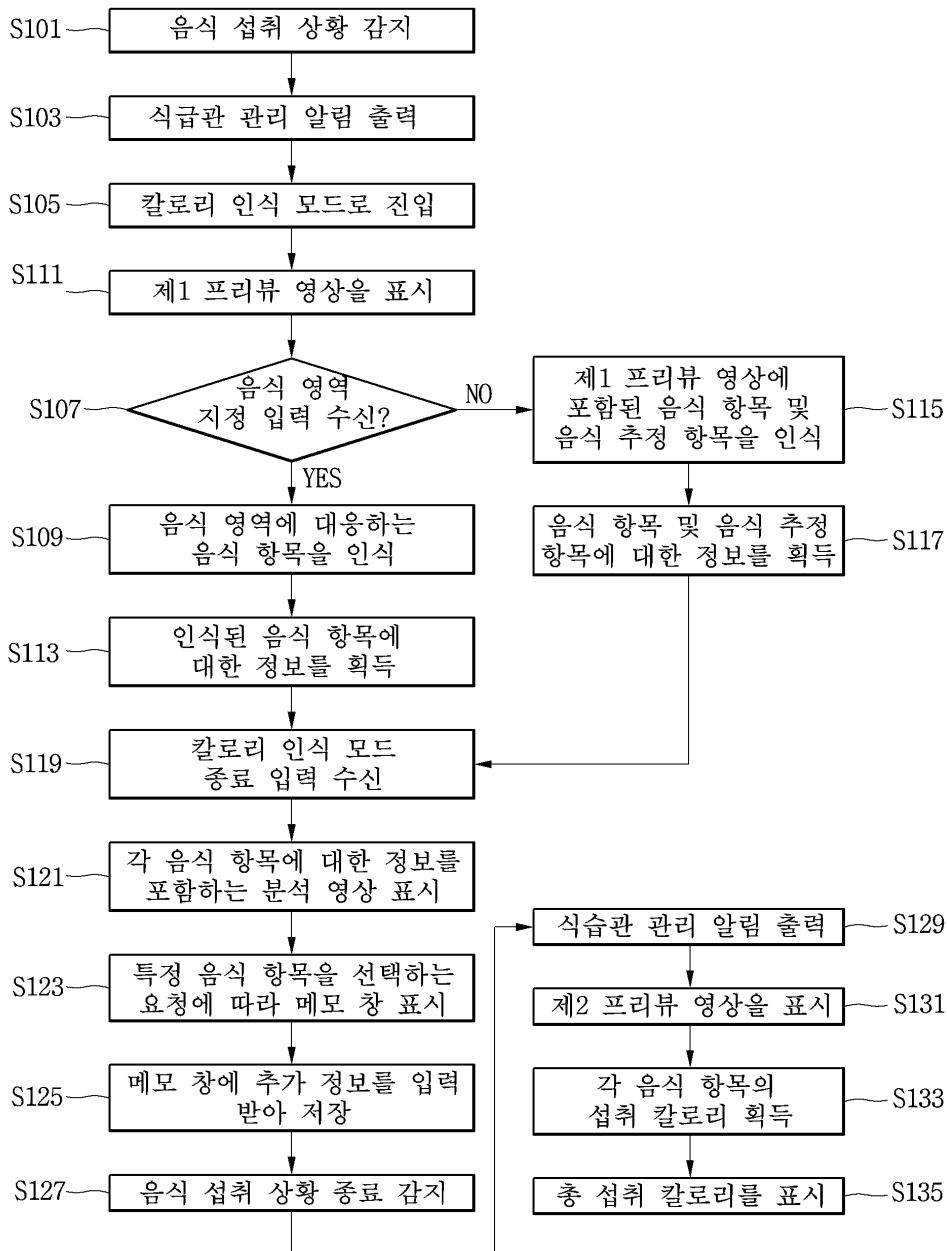 S101
음식 섭취 상황 감지
S103
식급관 관리 알림 출력
S105
칼로리 인식 모드로 진입
S111
제1 프리뷰 영상을 표시
S107
음식 영역
지정 입력 수신?
NO
YES
제1 프리뷰 영상에
포함된 음식 항목 및
음식 추정 항목을 인식
S115
S109
음식 영역에 대응하는
음식 항목을 인식
음식 항목 및 음식 추정
항목에 대한 정보를 획득
S117
S113
인식된 음식 항목에
대한 정보를 획득
S119
칼로리 인식 모드
종료 입력 수신
S121
각 음식 항목에 대한 정보를
포함하는 분석 영상 표시
S123
특정 음식 항목을 선택하는
요청에 따라 메모 창 표시
S125
메모 창에 추가 정보를 입력
받아 저장
S127
음식 섭취 상황 종료 감지
식습관 관리 알림 출력
S129
제2 프리뷰 영상을 표시
S131
각 음식 항목의
섭취 칼로리 획득
S133
총 섭취 칼로리를 표시
S135